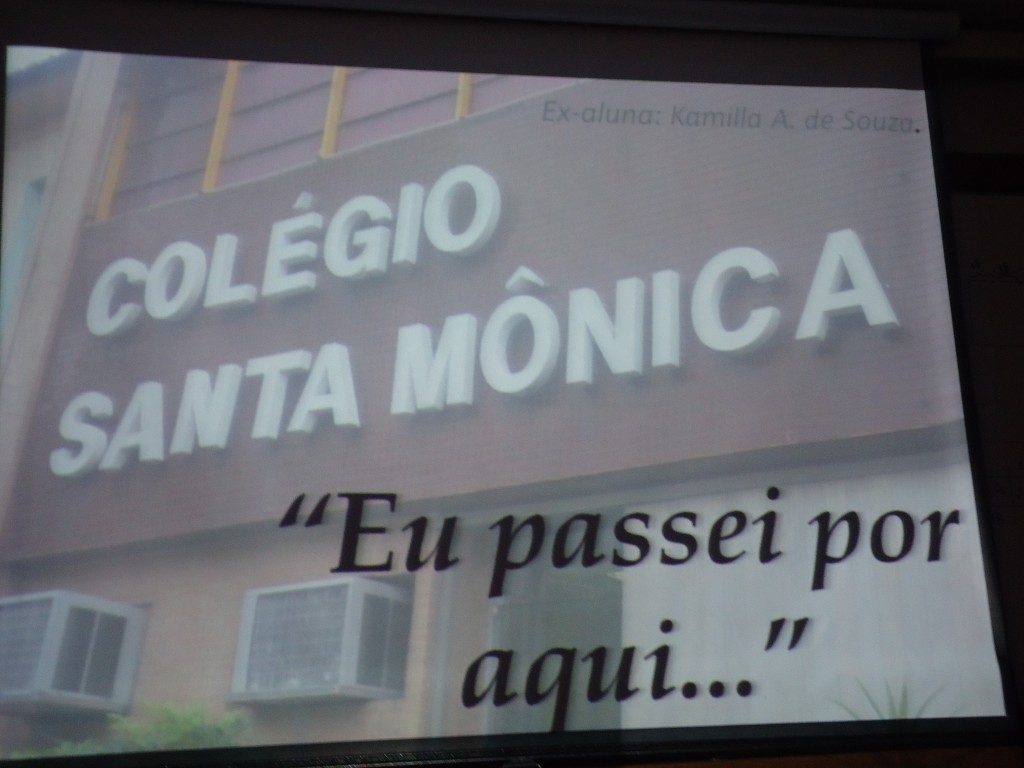 Ex-aluna: Kamilla A. de Souza.
COLÉGIO
SANTA MÔNICA
“Eu passei por
aqui...”